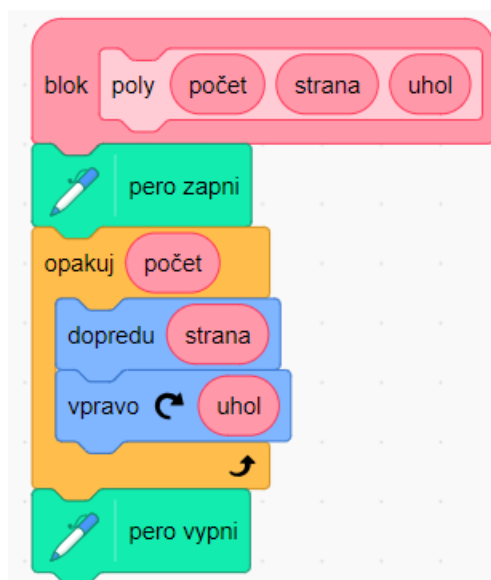 blok poly počet strana uhol
pero zapni
opakuj počet
dopredu strana
vpravo uhol
pero vypni